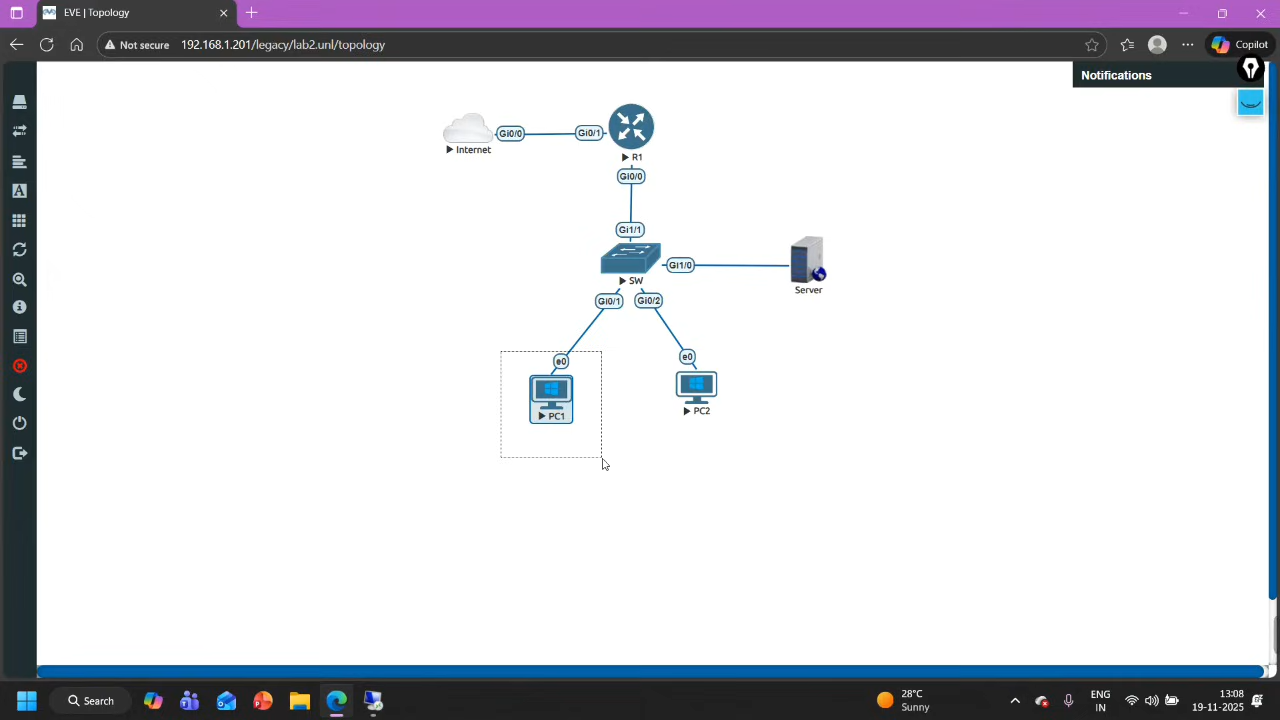 EVE | Topology
Not secure
192.168.1.201/legacy/lab2.unl/topology
Copilot
Notifications
Gi0/0
Gi0/1
Internet
R1
Gi0/0
Gi1/1
Gi1/0
SW
Server
Gi0/1
Gi0/2
e0
e0
PC1
PC2
Search
28°C
Sunny
ENG
IN
13:08
19-11-2025